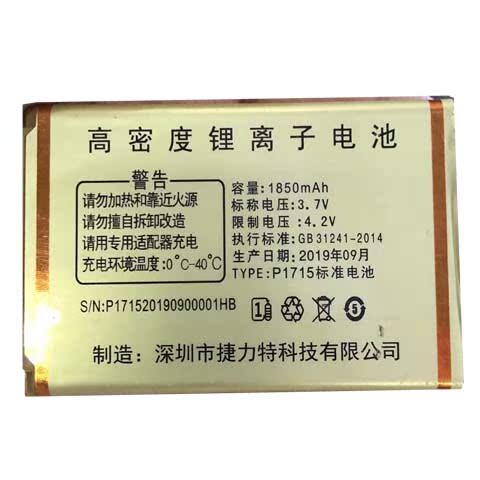 高密度锂离子电池
警告
请勿加热和靠近火源
请勿擅自拆卸改造
请用专用适配器充电
充电环境温度:0°C-40°C
容量:1850mAh
标称电压:3.7V
限制电压:4.2V
执行标准:GB31241-2014
生产日期:2019年09月
TYPE:P1715标准电池
S/N:P171520190900001HB
1
5
制造：深圳市捷力特科技有限公司